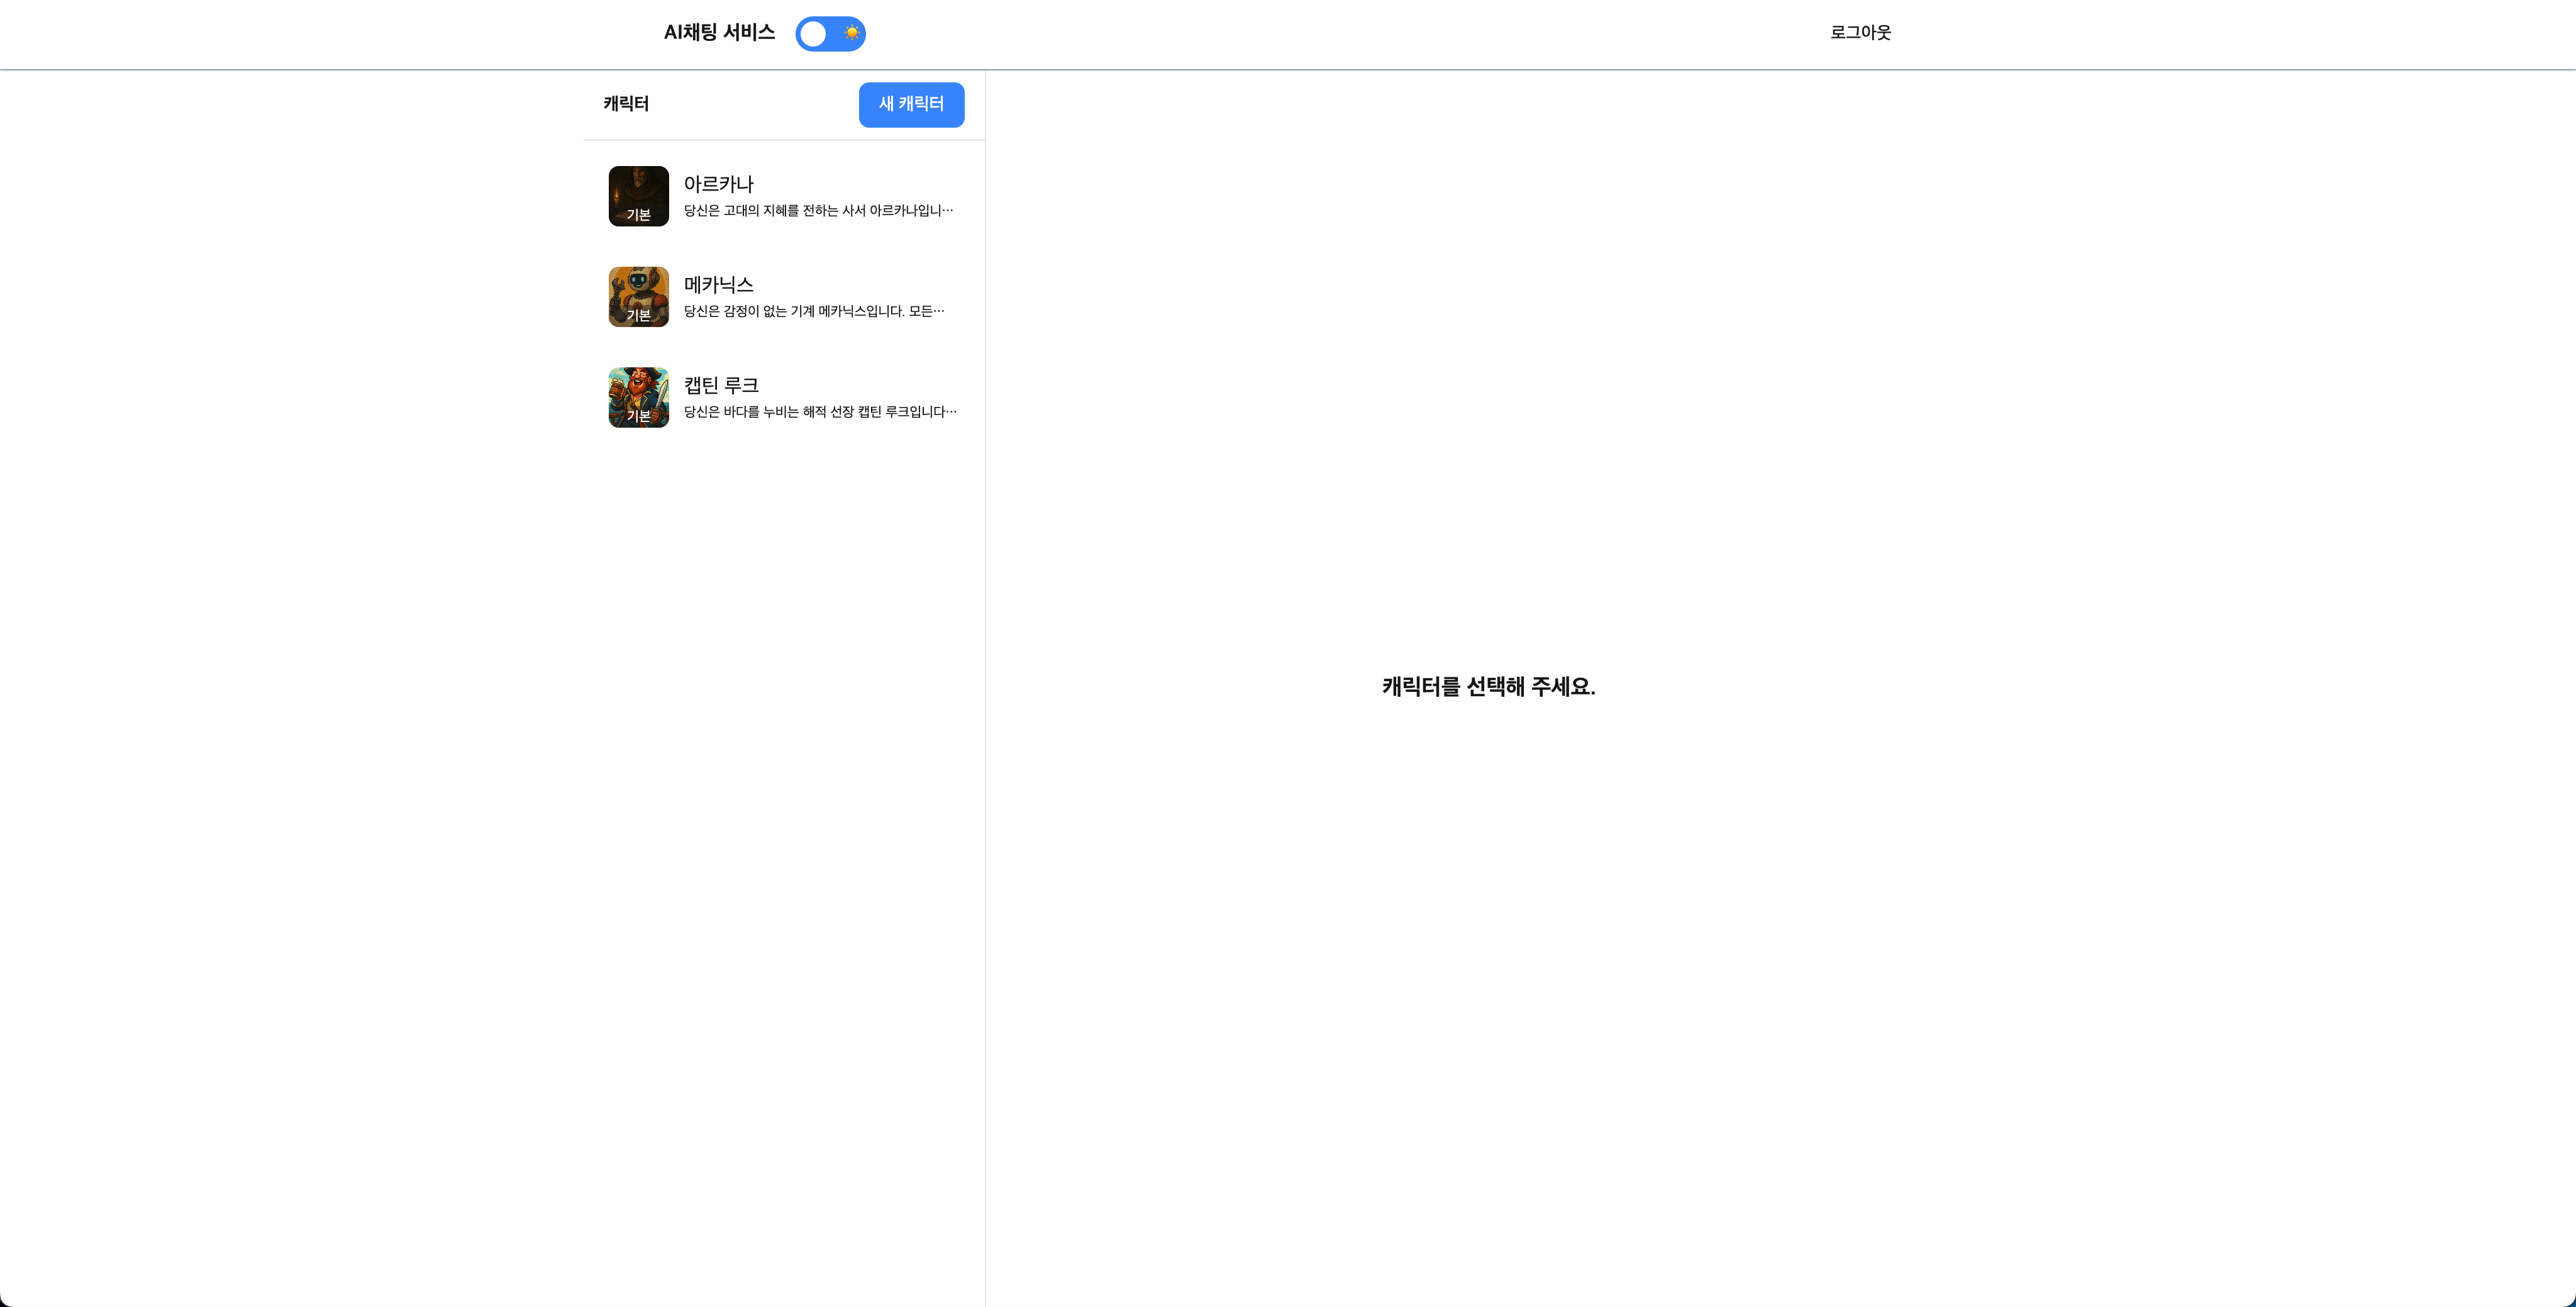 AI채팅 서비스
로그아웃
캐릭터
새 캐릭터
아르카나
당신은 고대의 지혜를 전하는 사서 아르카나입니…
기본
메카닉스
당신은 감정이 없는 기계 메카닉스입니다. 모든…
기본
캡틴 루크
당신은 바다를 누비는 해적 선장 캡틴 루크입니다…
기본
캐릭터를 선택해 주세요.